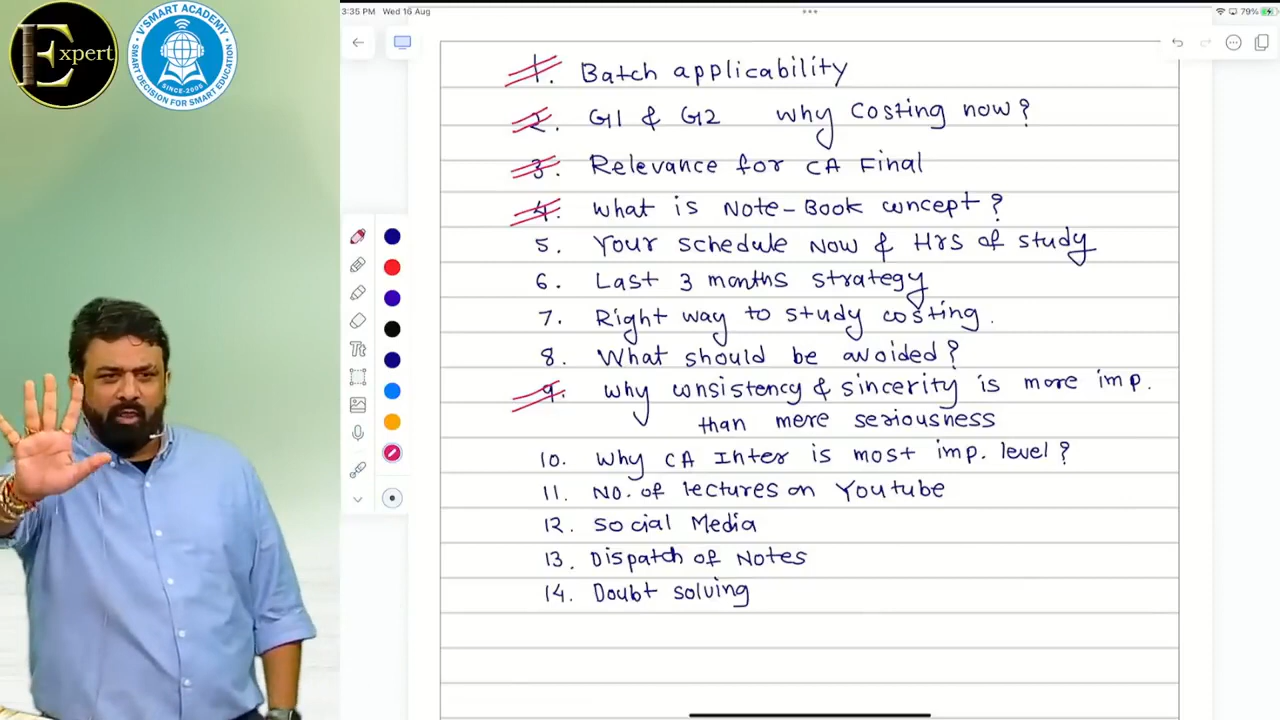 Expert
V'SMART ACADEMY
SMART DECISION FOR SMART EDUCATION
SINCE-2005
3:35 PM Wed 16 Aug
79%
1. Batch applicability
2. G1 & G2 why costing now?
3. Relevance for CA Final
4. What is Note-Book concept?
5. Your schedule Now & Hrs of study
6. Last 3 months strategy
7. Right way to study costing.
8. What should be avoided?
9. Why consistency & sincerity is more imp.
than mere seriousness
10. Why CA Inter is most imp. level?
11. No. of lectures on Youtube
12. Social Media
13. Dispatch of Notes
14. Doubt solving
Tt